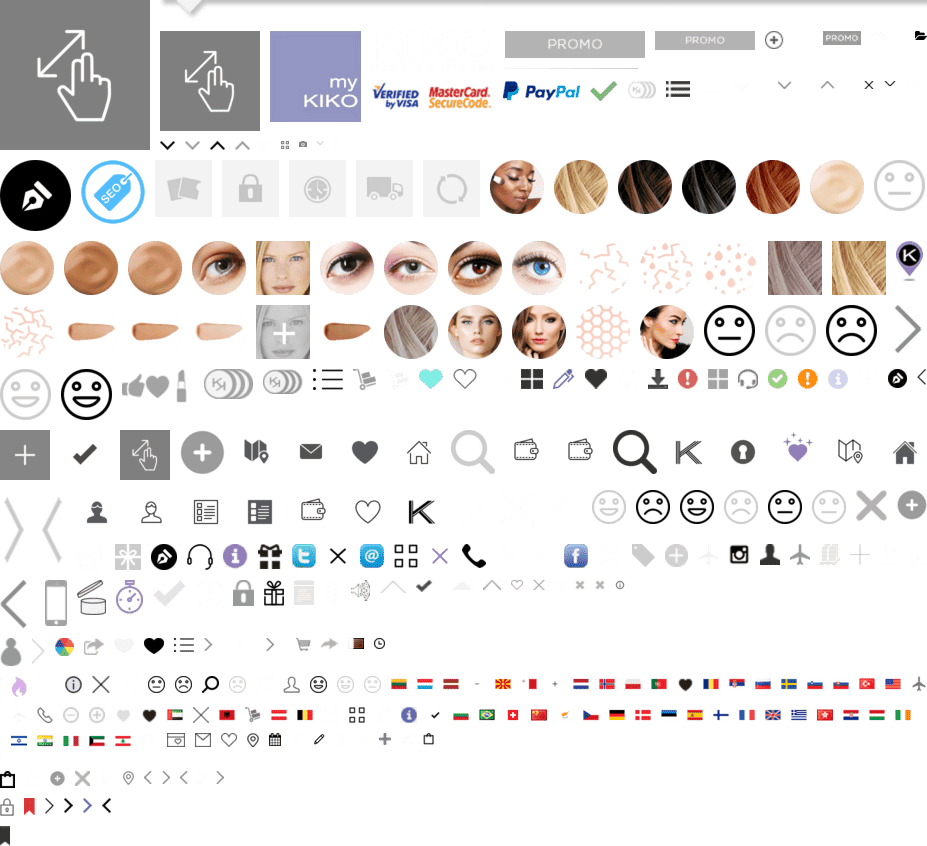 PROMO
PROMO
PROMO
my
KIKO
VERIFIED
by VISA
MasterCard.
SecureCode.
PayPal
SEO